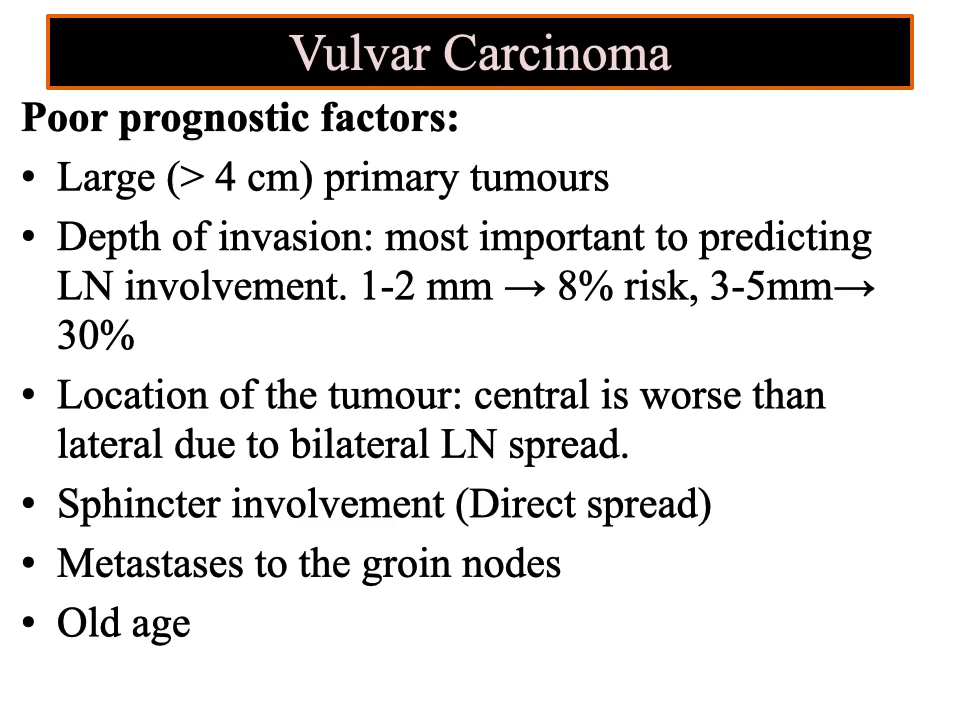 Vulvar Carcinoma
Poor prognostic factors:
• Large (> 4 cm) primary tumours
• Depth of invasion: most important to predicting
LN involvement. 1-2 mm → 8% risk, 3-5mm→
30%
• Location of the tumour: central is worse than
lateral due to bilateral LN spread.
• Sphincter involvement (Direct spread)
• Metastases to the groin nodes
• Old age